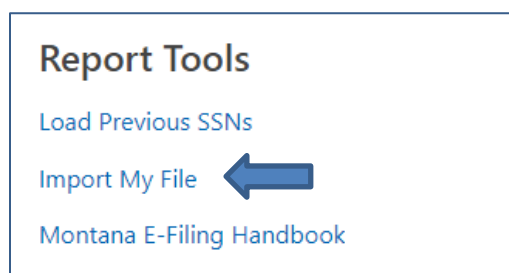 Report Tools
Load Previous SSNs
Import My File
Montana E-Filing Handbook